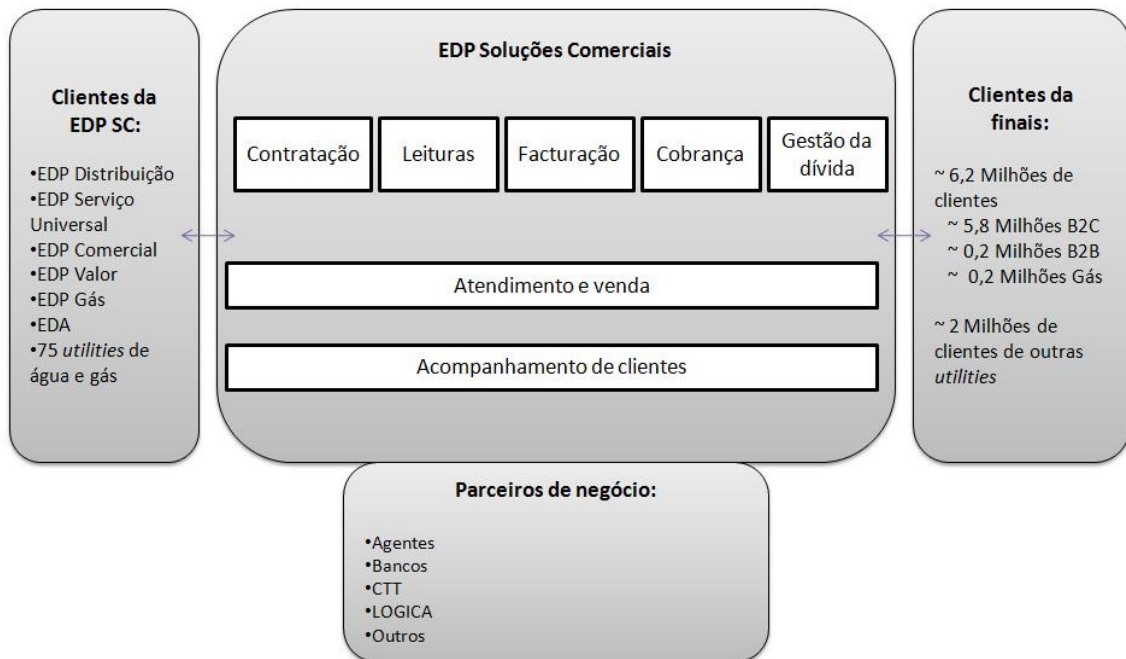 Clientes da
EDP SC:
•EDP Distribuição
•EDP Serviço
Universal
•EDP Comercial
•EDP Valor
•EDP Gás
•EDA
•75 utilities de
água e gás
EDP Soluções Comerciais
Contratação
Leituras
Facturação
Cobrança
Gestão da
dívida
Atendimento e venda
Acompanhamento de clientes
Clientes da
finais:
~ 6,2 Milhões de
clientes
~ 5,8 Milhões B2C
~ 0,2 Milhões B2B
~ 0,2 Milhões Gás
~ 2 Milhões de
clientes de outras
utilities
Parceiros de negócio:
•Agentes
•Bancos
•CTT
•LOGICA
•Outros